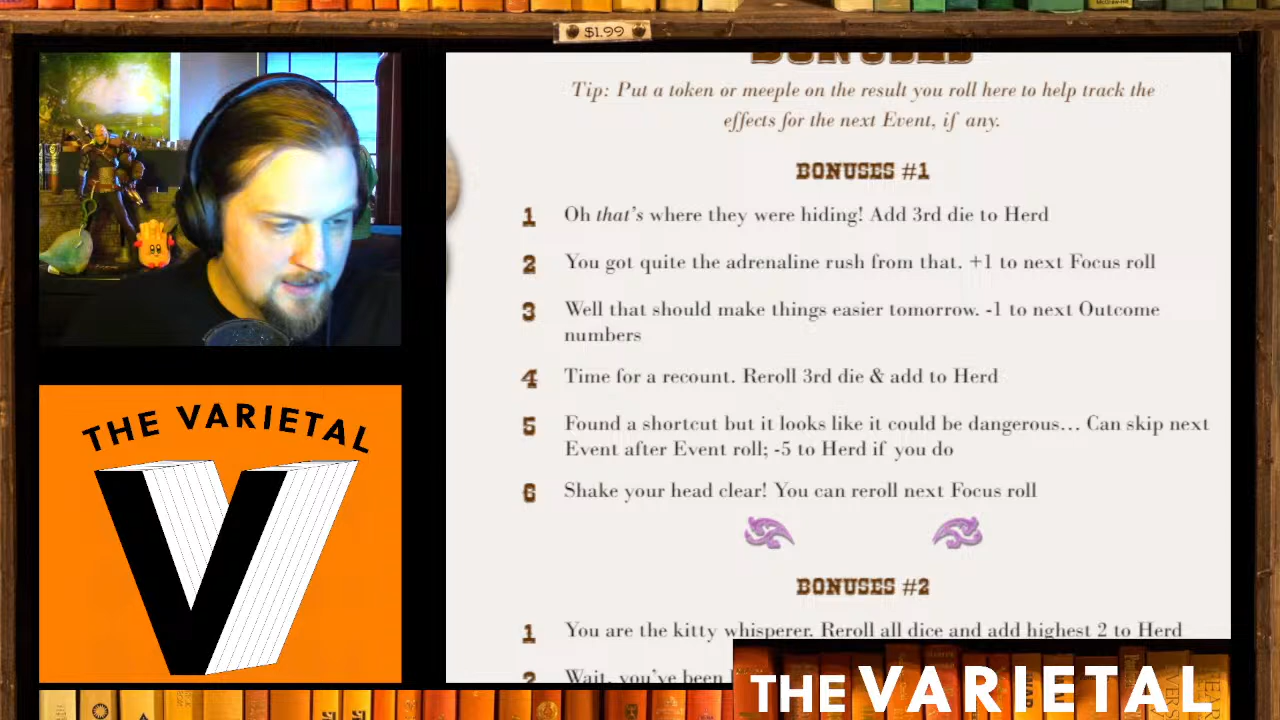 $1.99
BONUSES
Tip: Put a token or meeple on the result you roll here to help track the
effects for the next Event, if any.
BONUSES #1
1 Oh that's where they were hiding! Add 3rd die to Herd
2 You got quite the adrenaline rush from that. +1 to next Focus roll
3 Well that should make things easier tomorrow. -1 to next Outcome
numbers
4 Time for a recount. Reroll 3rd die & add to Herd
5 Found a shortcut but it looks like it could be dangerous... Can skip next
Event after Event roll; -5 to Herd if you do
6 Shake your head clear! You can reroll next Focus roll
BONUSES #2
1 You are the kitty whisperer. Reroll all dice and add highest 2 to Herd
2 Wait, you've been
THE VARIETAL
V
THE VARIETAL